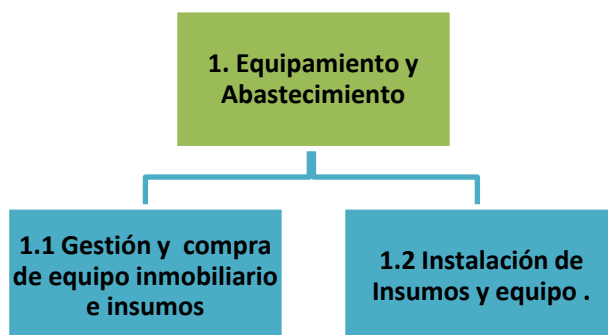 1. Equipamiento y
Abastecimiento
1.1 Gestión y compra
de equipo inmobiliario
e insumos
1.2 Instalación de
Insumos y equipo .